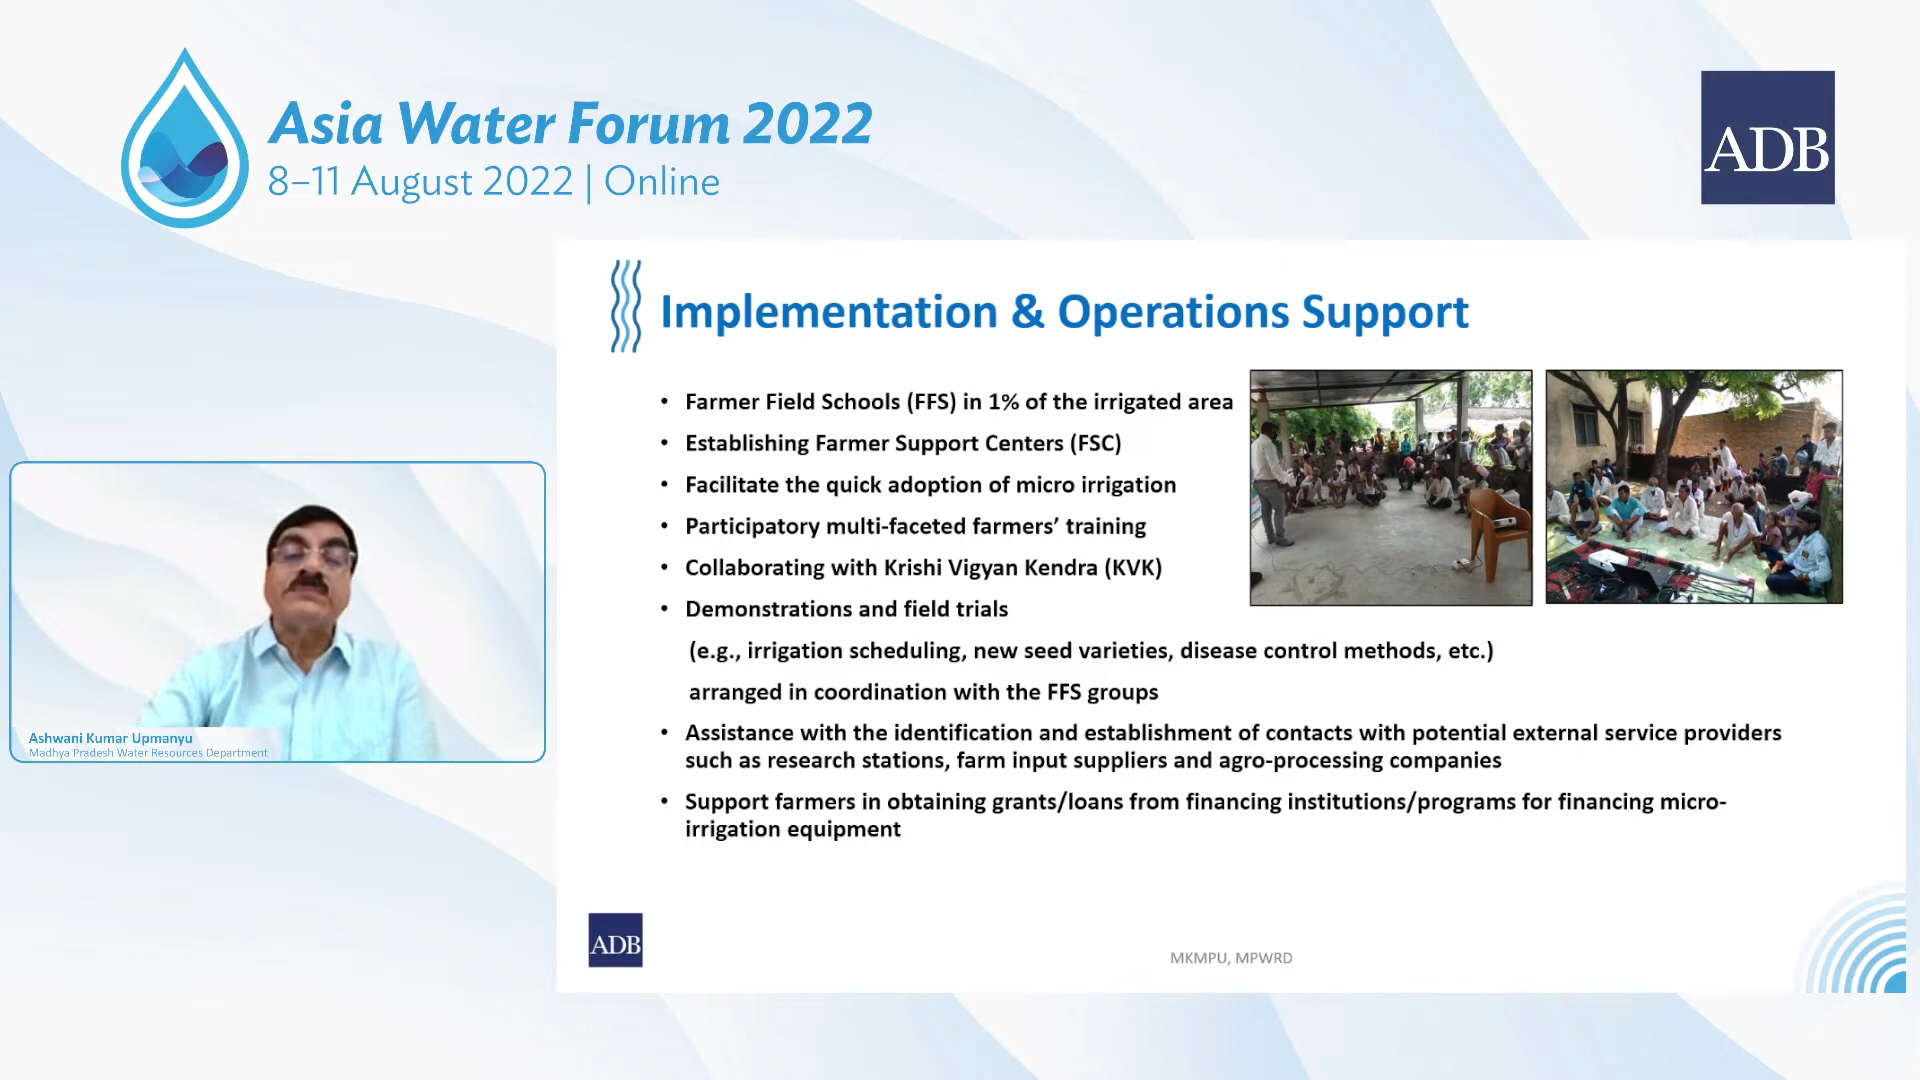 Asia Water Forum 2022
8–11 August 2022 | Online
ADB
Implementation & Operations Support
• Farmer Field Schools (FFS) in 1% of the irrigated area
• Establishing Farmer Support Centers (FSC)
• Facilitate the quick adoption of micro irrigation
• Participatory multi-faceted farmers’ training
• Collaborating with Krishi Vigyan Kendra (KVK)
• Demonstrations and field trials
(e.g., irrigation scheduling, new seed varieties, disease control methods, etc.)
arranged in coordination with the FFS groups
• Assistance with the identification and establishment of contacts with potential external service providers
such as research stations, farm input suppliers and agro-processing companies
• Support farmers in obtaining grants/loans from financing institutions/programs for financing micro-
irrigation equipment
ADB
MKMPU, MPWRD
Ashwani Kumar Upmanyu
Madhya Pradesh Water Resources Department